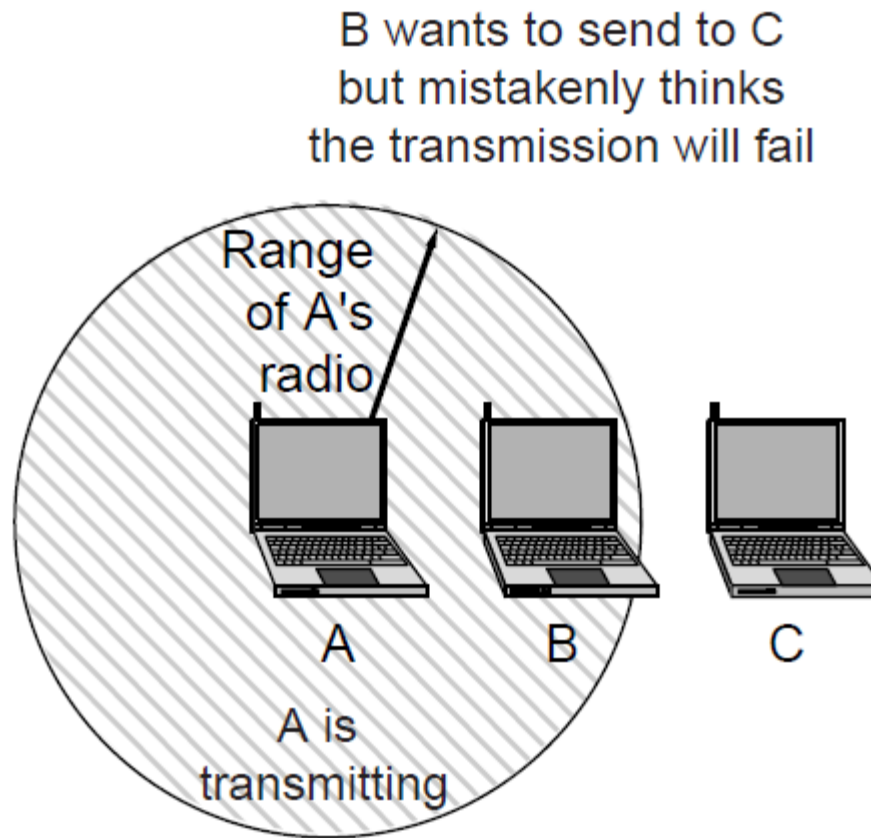 B wants to send to C
but mistakenly thinks
the transmission will fail
Range
of A's
radio
A
B
C
A is
transmitting